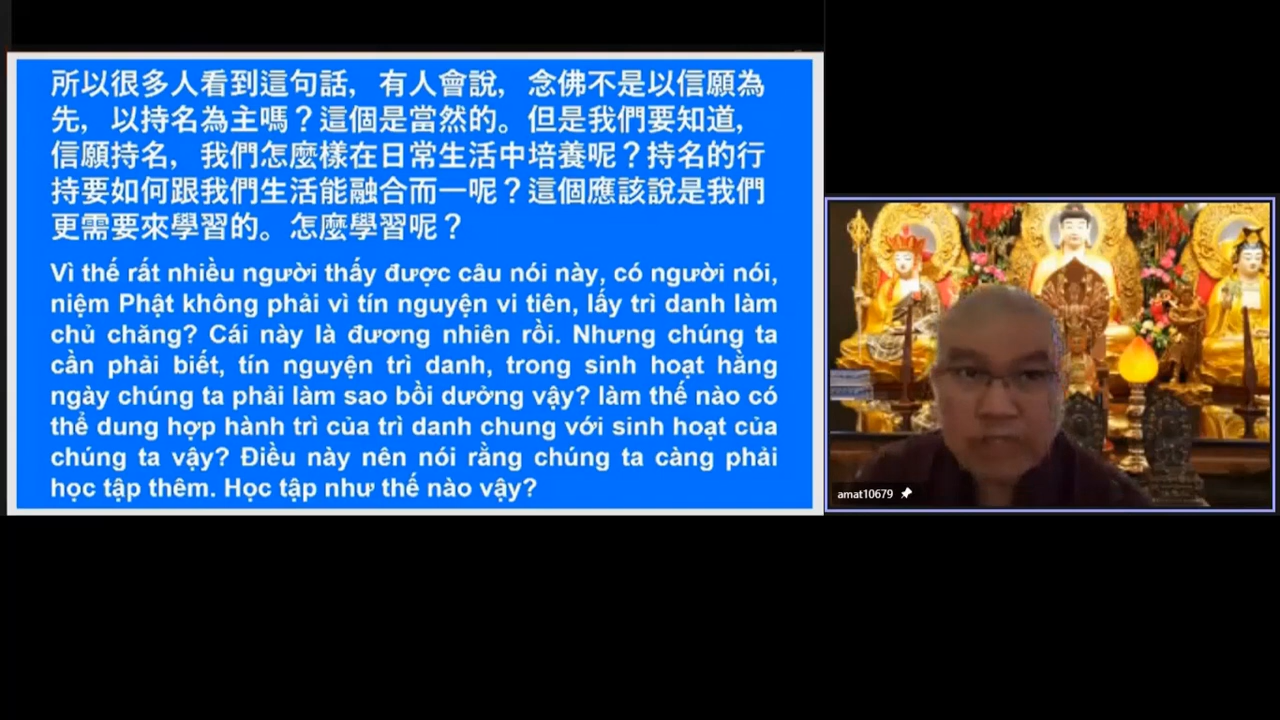 所以很多人看到這句話，有人會說，念佛不是以信願為
先，以持名為主嗎？這個是當然的。但是我們要知道，
信願持名，我們怎麼樣在日常生活中培養呢？持名的行
持要如何跟我們生活能融合而一呢？這個應該說是我們
更需要來學習的。怎麼學習呢？
Vì thế rất nhiều người thấy được câu nói này, có người nói,
niệm Phật không phải vì tín nguyện vi tiên, lấy trì danh làm
chủ chăng? Cái này là đương nhiên rồi. Nhưng chúng ta
cần phải biết, tín nguyện trì danh, trong sinh hoạt hằng
ngày chúng ta phải làm sao bồi dưởng vậy? làm thế nào có
thể dung hợp hành trì của trì danh chung với sinh hoạt của
chúng ta vậy? Điều này nên nói rằng chúng ta càng phải
học tập thêm. Học tập như thế nào vậy?
amat10679